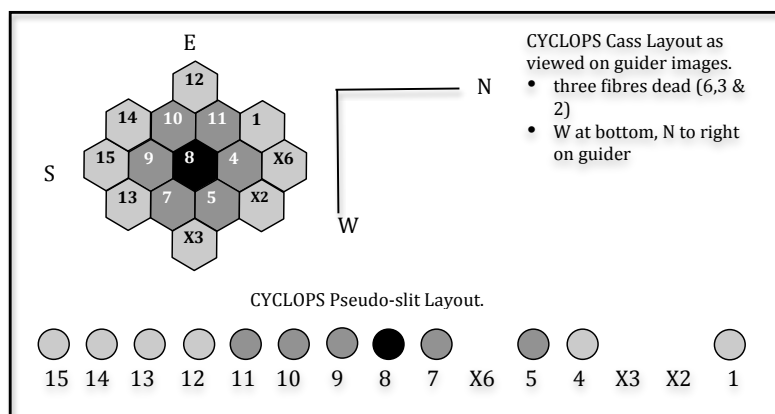 E
CYCLOPS Cass Layout as
viewed on guider images.
• three fibres dead (6,3 &
2)
• W at bottom, N to right
on guider
12
N
14 10 11 1
S
15 9 8 4 X6
13 7 5 X2
W
X3
CYCLOPS Pseudo-slit Layout.
15 14 13 12 11 10 9 8 7 X6 5 4 X3 X2 1